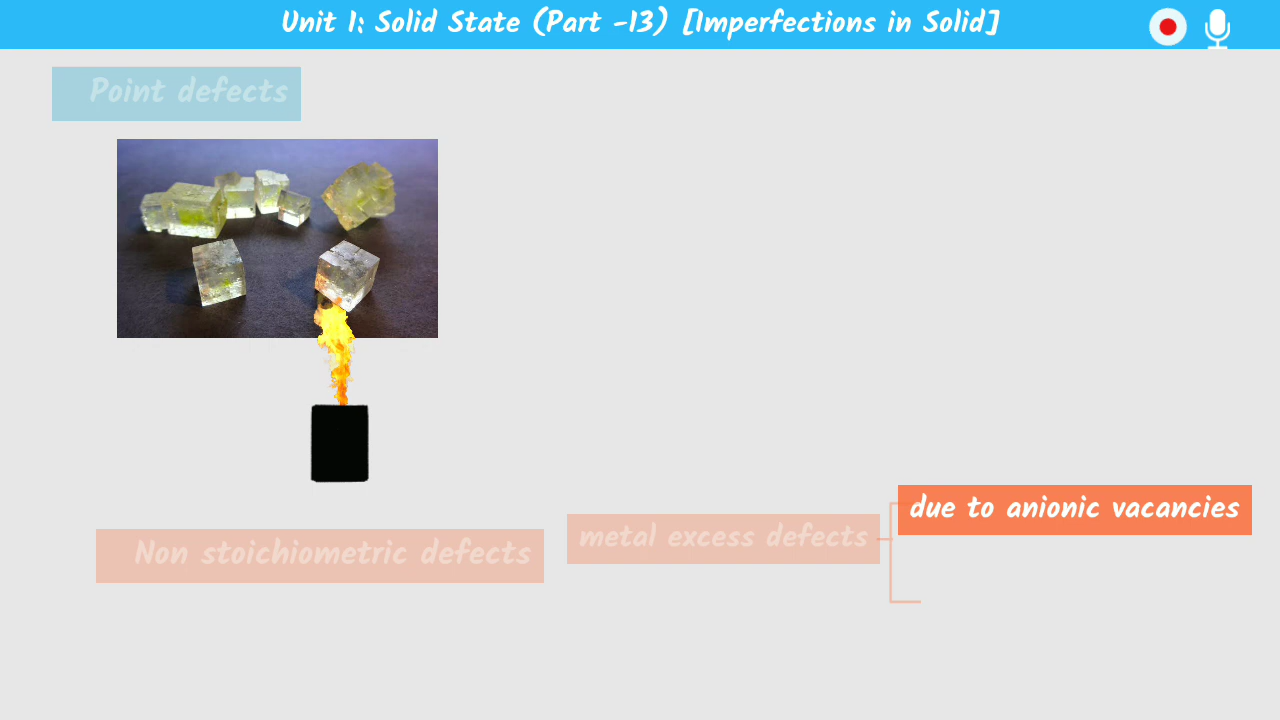 Unit 1: Solid State (Part -13) [Imperfections in Solid]
Point defects
due to anionic vacancies
metal excess defects
Non stoichiometric defects